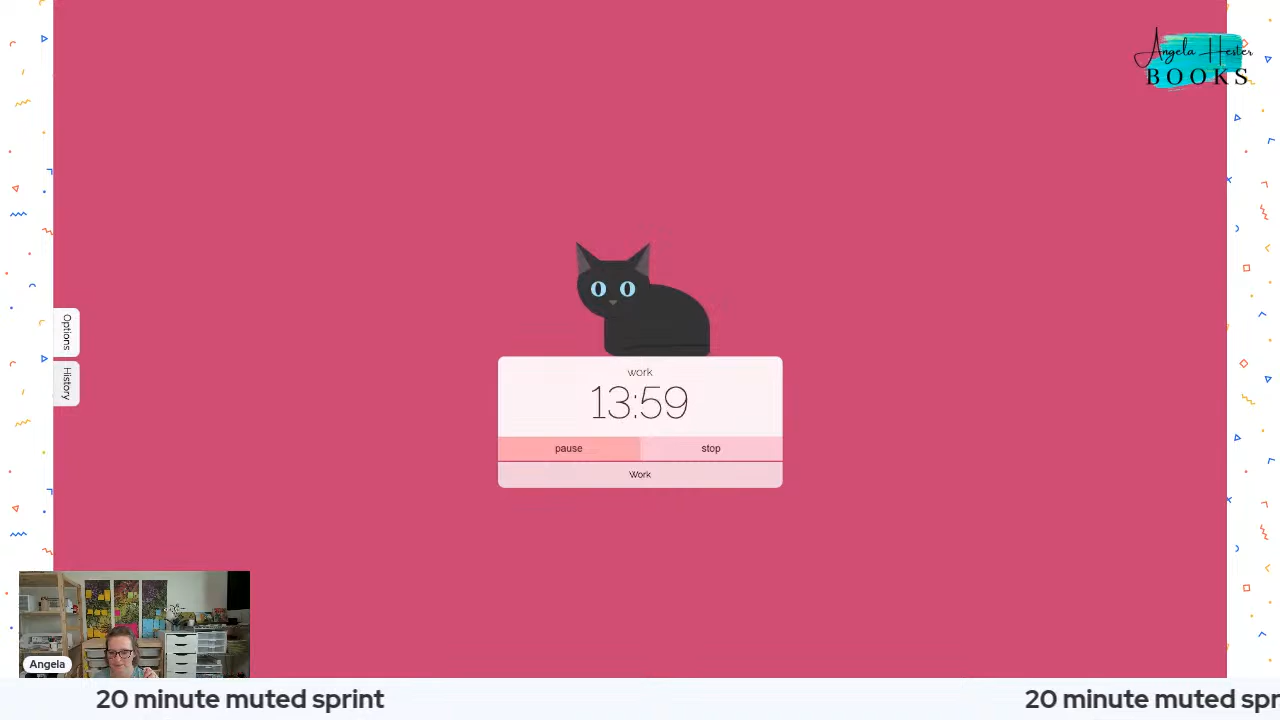 Angela Hester
BOOKS
Options
History
work
13:59
pause
stop
Work
Angela
20 minute muted sprint
20 minute muted spr